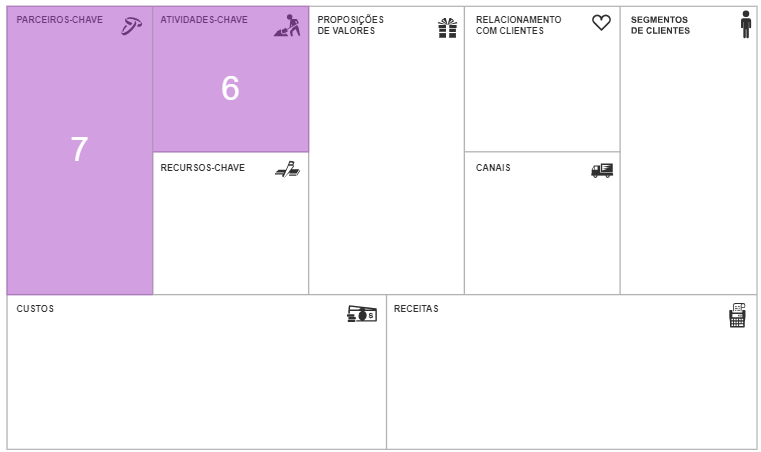 PARCEIROS-CHAVE
7
ATIVIDADES-CHAVE
6
RECURSOS-CHAVE
PROPOSIÇÕES
DE VALORES
RELACIONAMENTO
COM CLIENTES
CANAIS
SEGMENTOS
DE CLIENTES
CUSTOS
$
RECEITAS